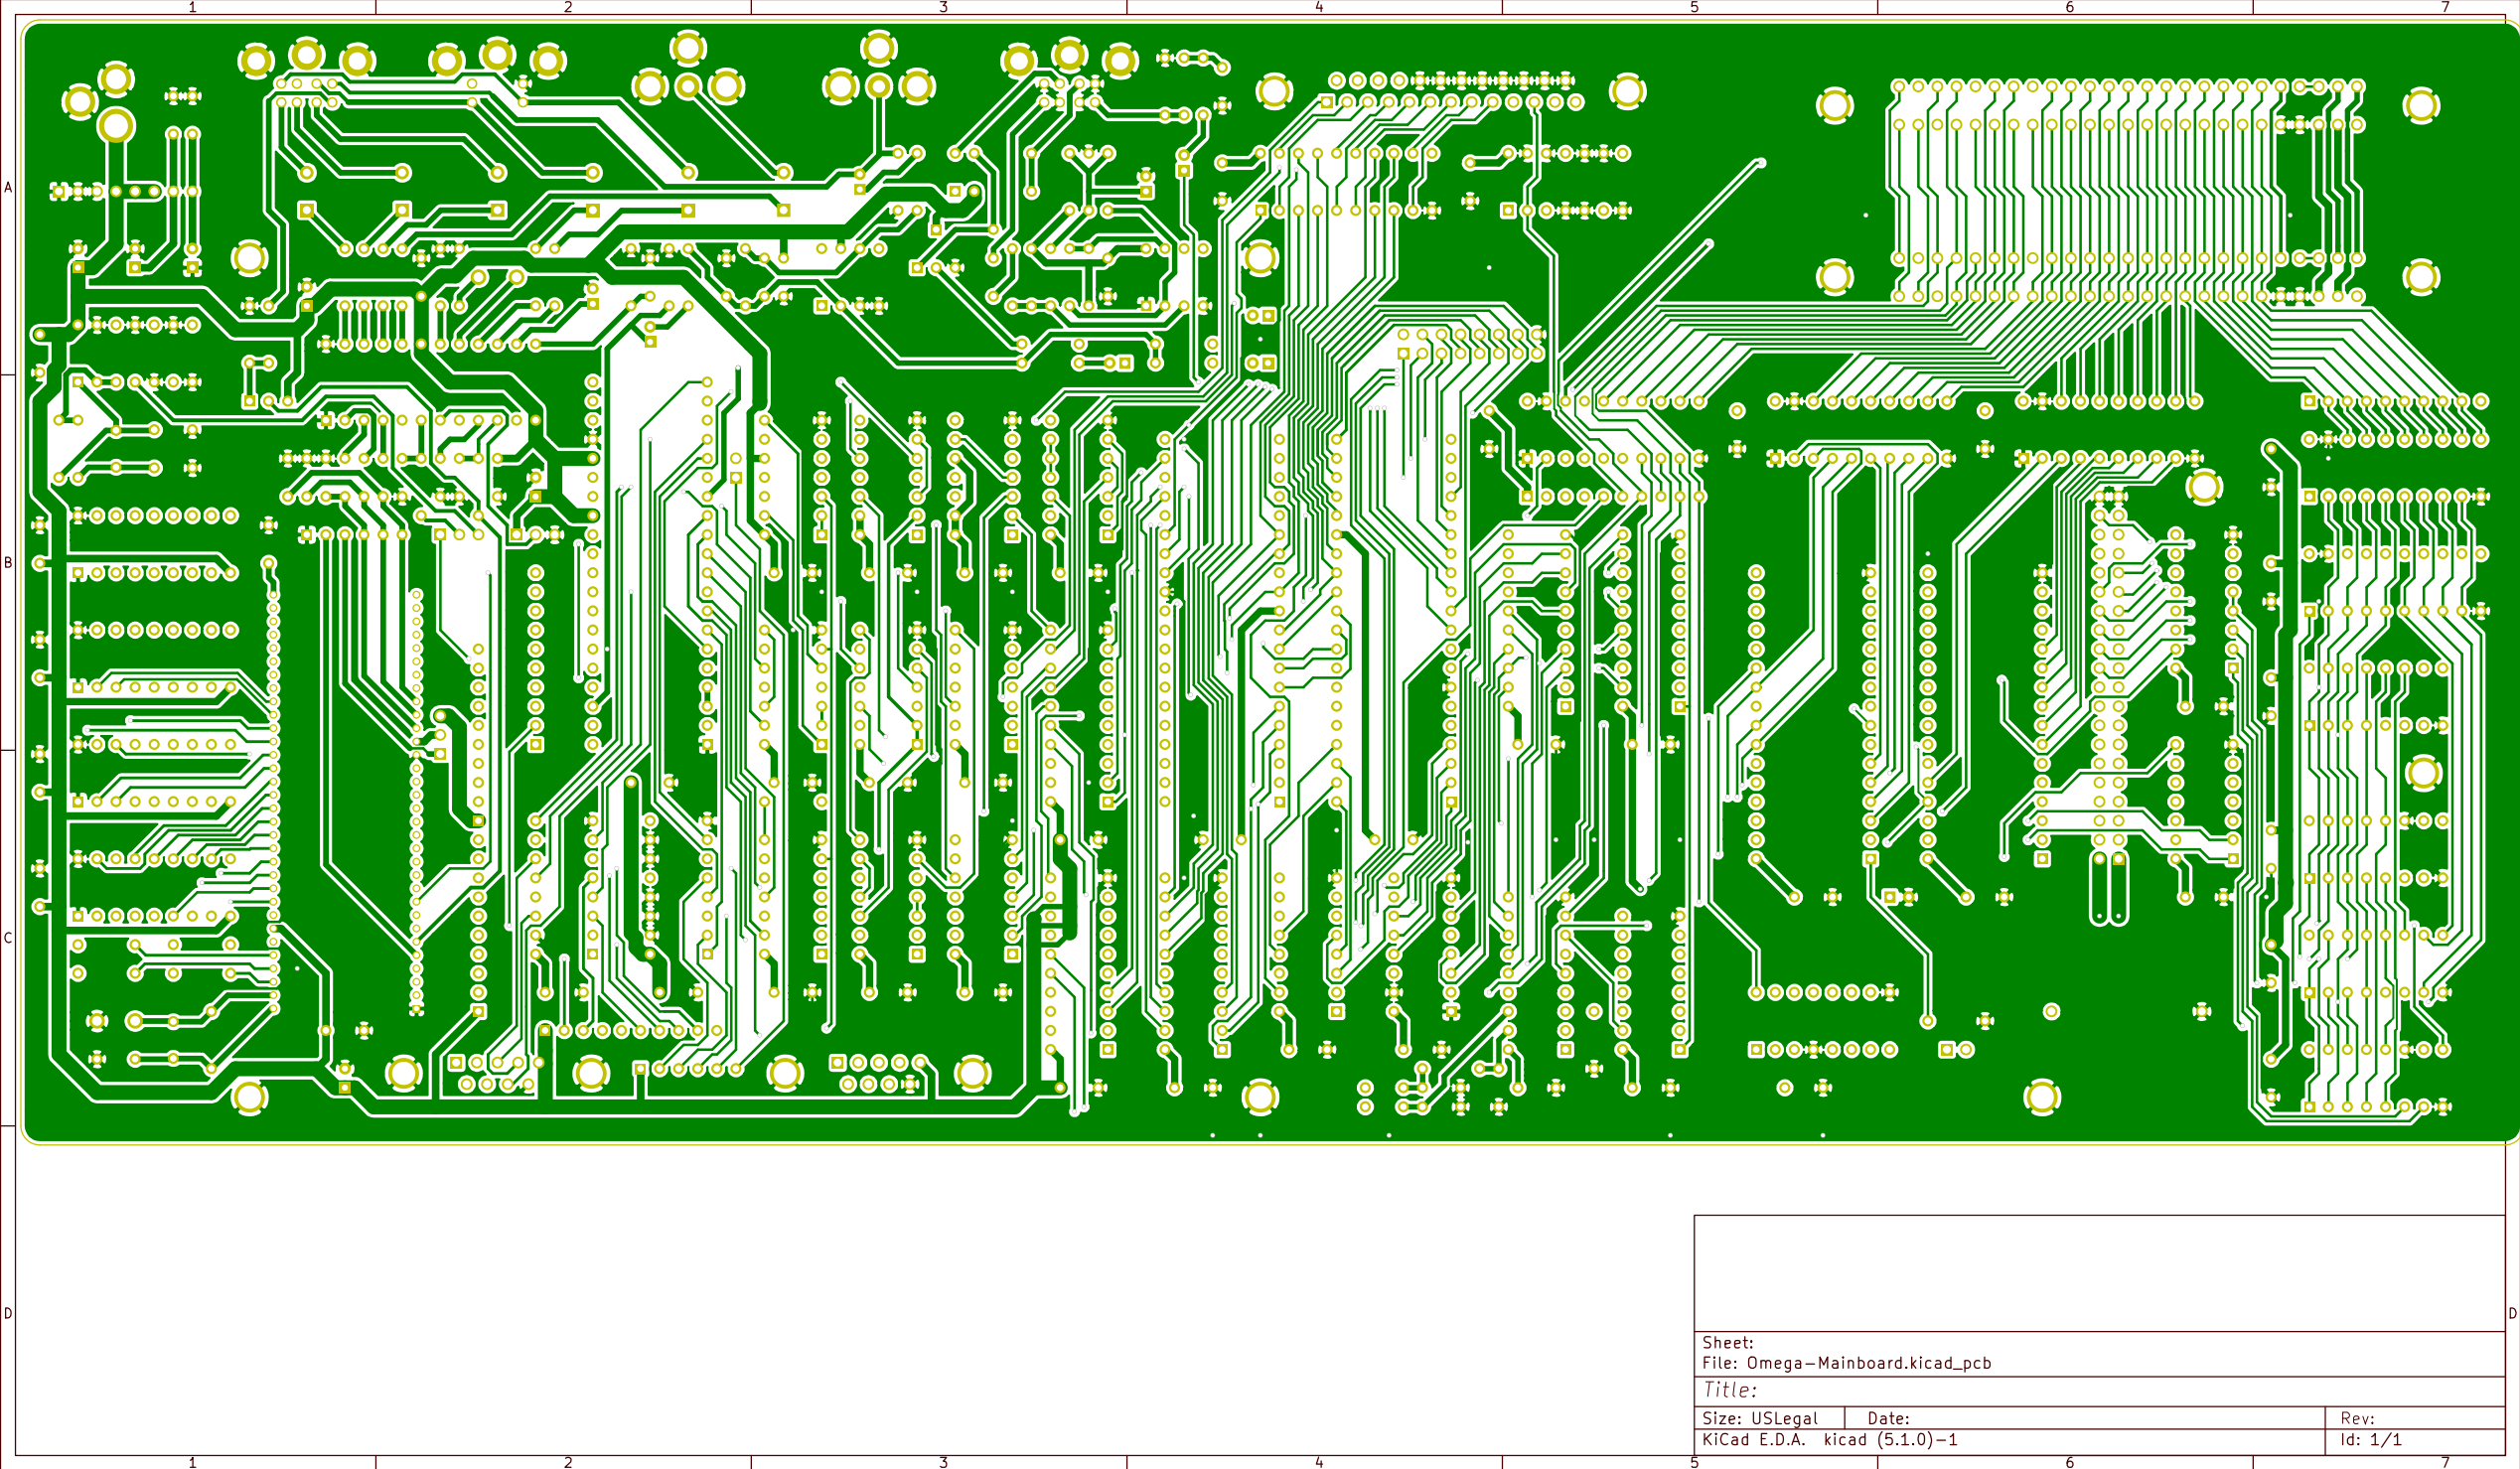 1 2 3 4 5 6 7
A
B
C
D D
Sheet:
File: Omega-Mainboard.kicad_pcb
Title:
Size: USLegal Date: Rev:
KiCad E.D.A. kicad (5.1.0)-1 Id: 1/1
1 2 3 4 5 6 7